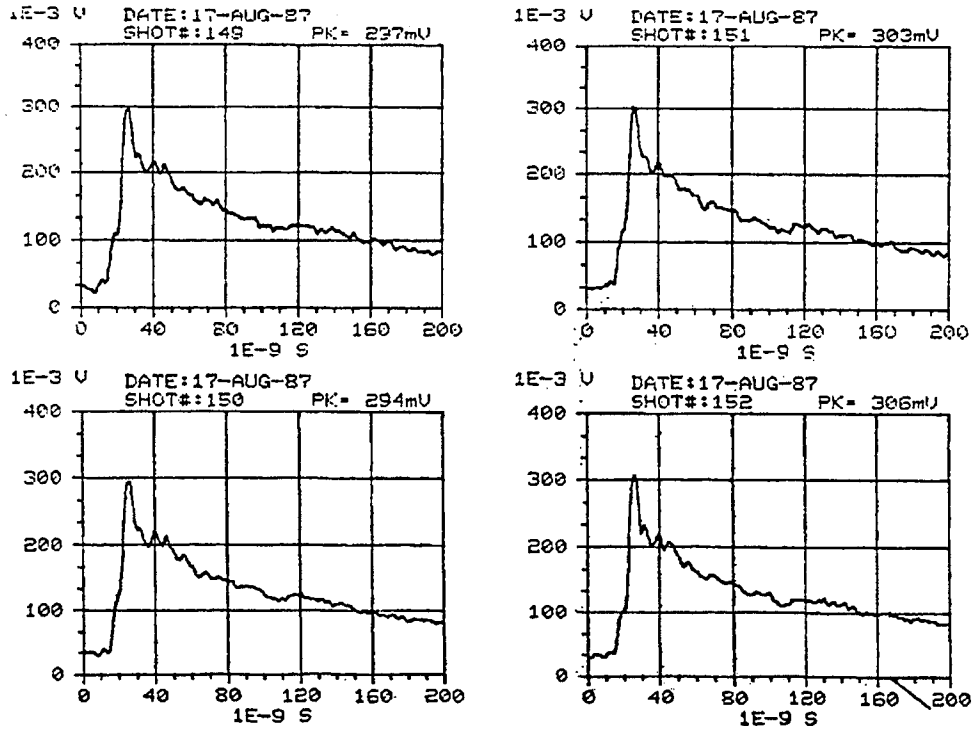 1E-3 V DATE:17-AUG-87
SHOT#:149 PK= 297mV
400
300
200
100
0
0 40 80 120 160 200
1E-9 S
1E-3 V DATE:17-AUG-87
SHOT#:151 PK= 303mV
400
300
200
100
0
0 40 80 120 160 200
1E-9 S
1E-3 V DATE:17-AUG-87
SHOT#:150 PK= 294mV
400
300
200
100
0
0 40 80 120 160 200
1E-9 S
1E-3 V DATE:17-AUG-87
SHOT#:152 PK= 306mV
400
300
200
100
0
0 40 80 120 160 200
1E-9 S